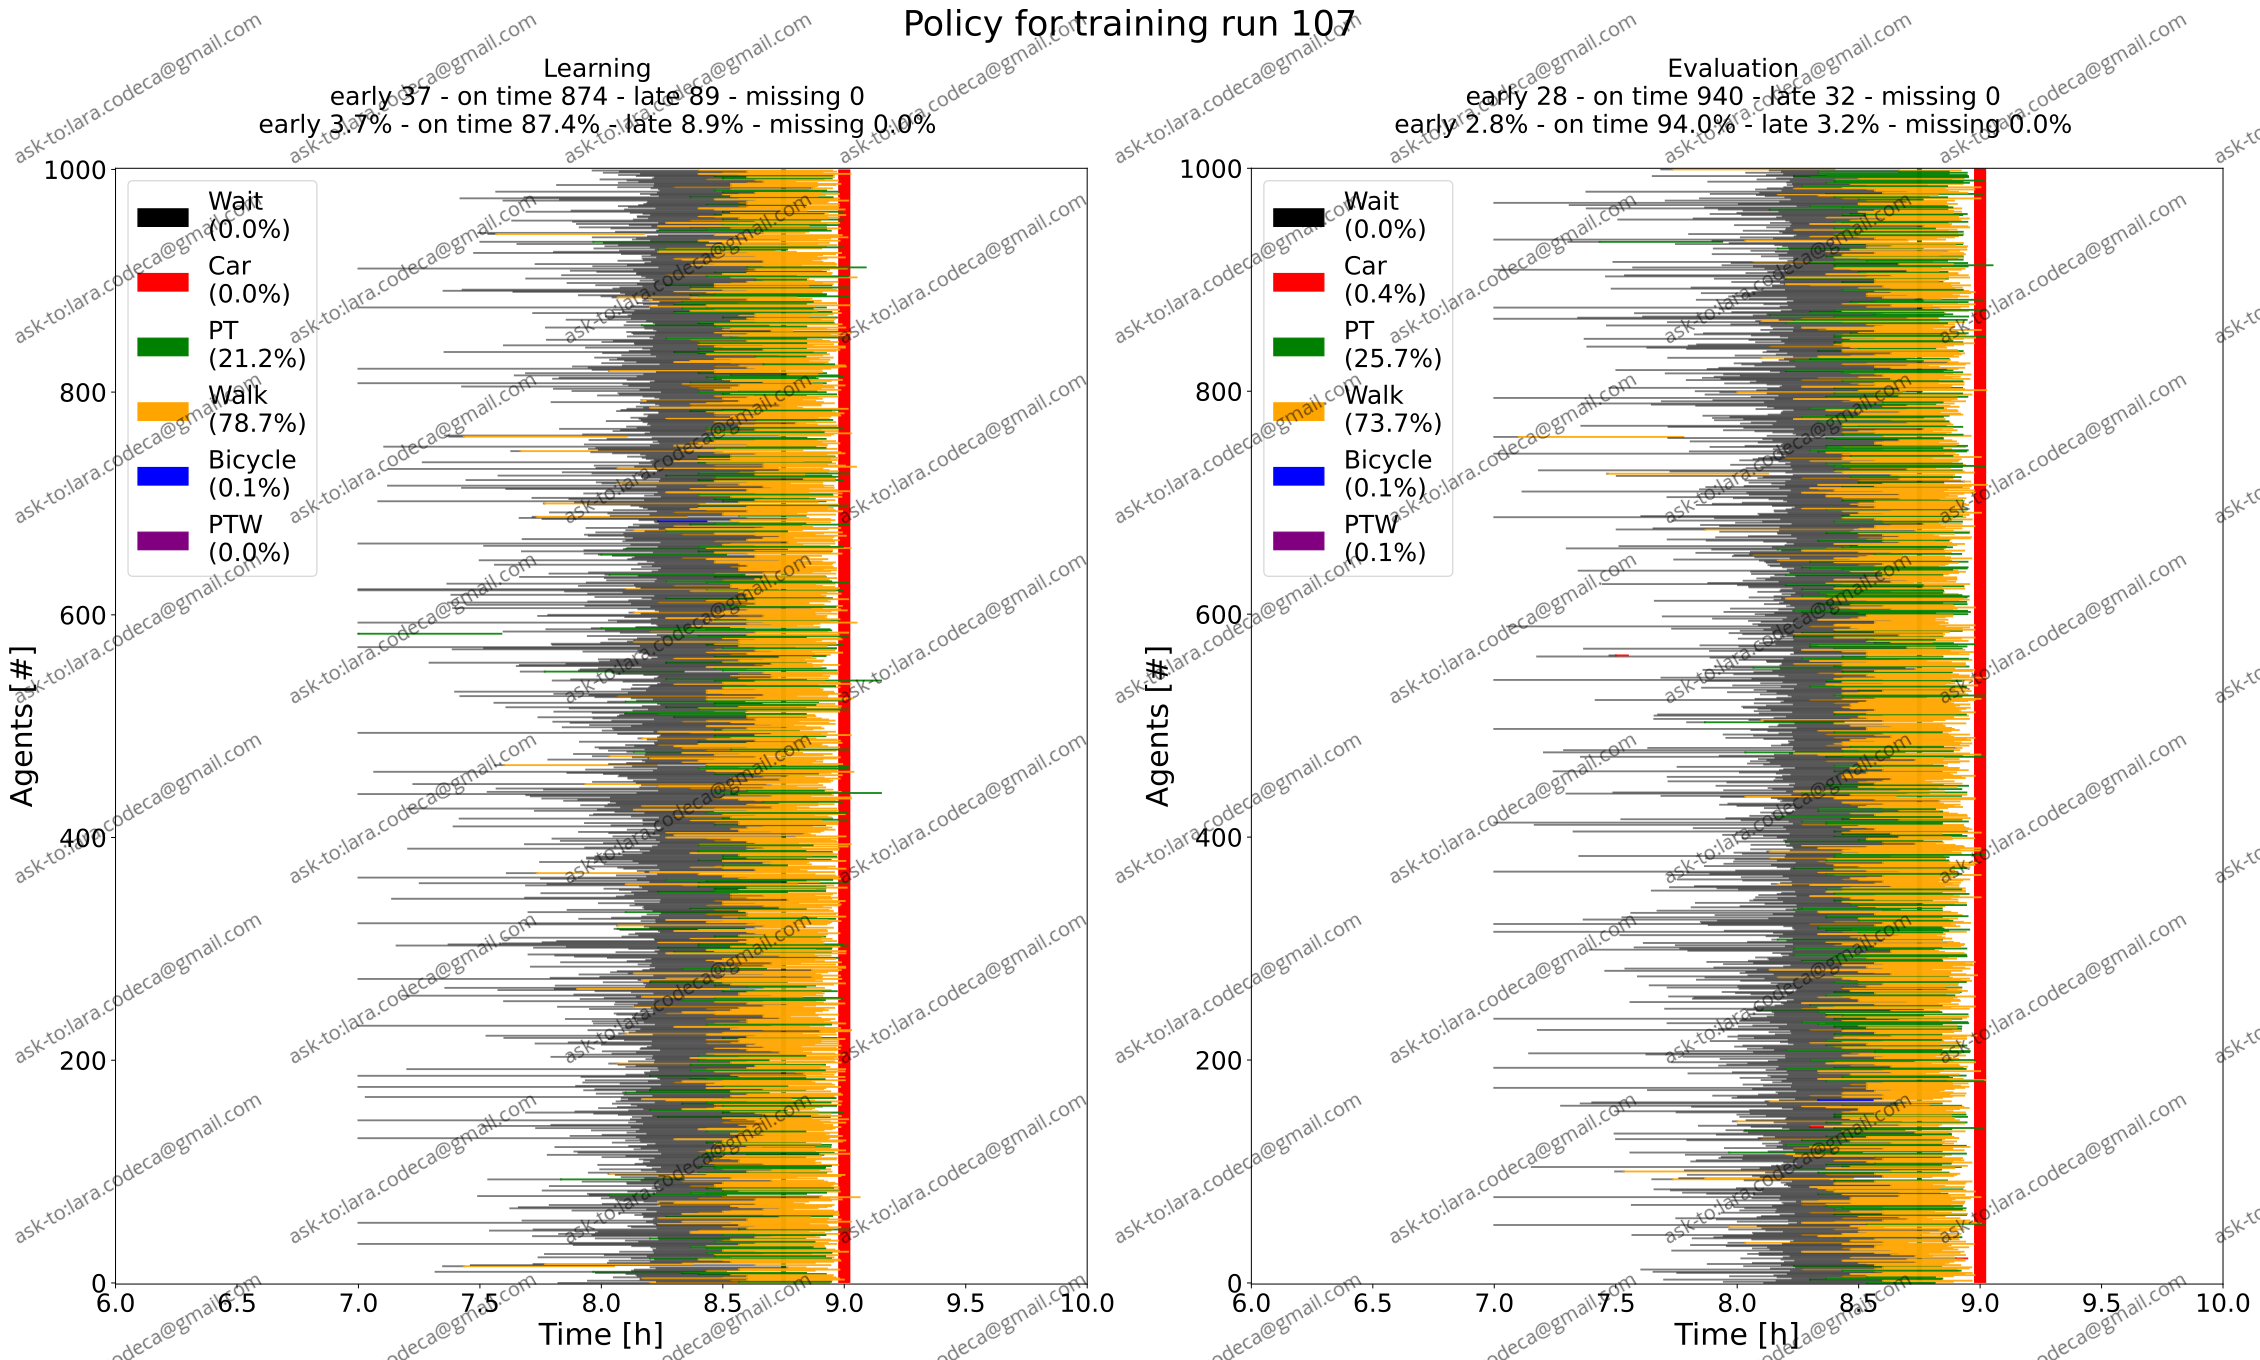 Policy for training run 107
Learning
early 37 - on time 874 - late 89 - missing 0
early 3.7% - on time 87.4% - late 8.9% - missing 0.0%
1000
800
600
400
200
0
Agents [#]
Wait
(0.0%)
Car
(0.0%)
PT
(21.2%)
Walk
(78.7%)
Bicycle
(0.1%)
PTW
(0.0%)
6.0 6.5 7.0 7.5 8.0 8.5 9.0 9.5 10.0
Time [h]
Evaluation
early 28 - on time 940 - late 32 - missing 0
early 2.8% - on time 94.0% - late 3.2% - missing 0.0%
1000
800
600
400
200
0
Agents [#]
Wait
(0.0%)
Car
(0.4%)
PT
(25.7%)
Walk
(73.7%)
Bicycle
(0.1%)
PTW
(0.1%)
6.0 6.5 7.0 7.5 8.0 8.5 9.0 9.5 10.0
Time [h]
ask-to:lara.codeca@gmail.com